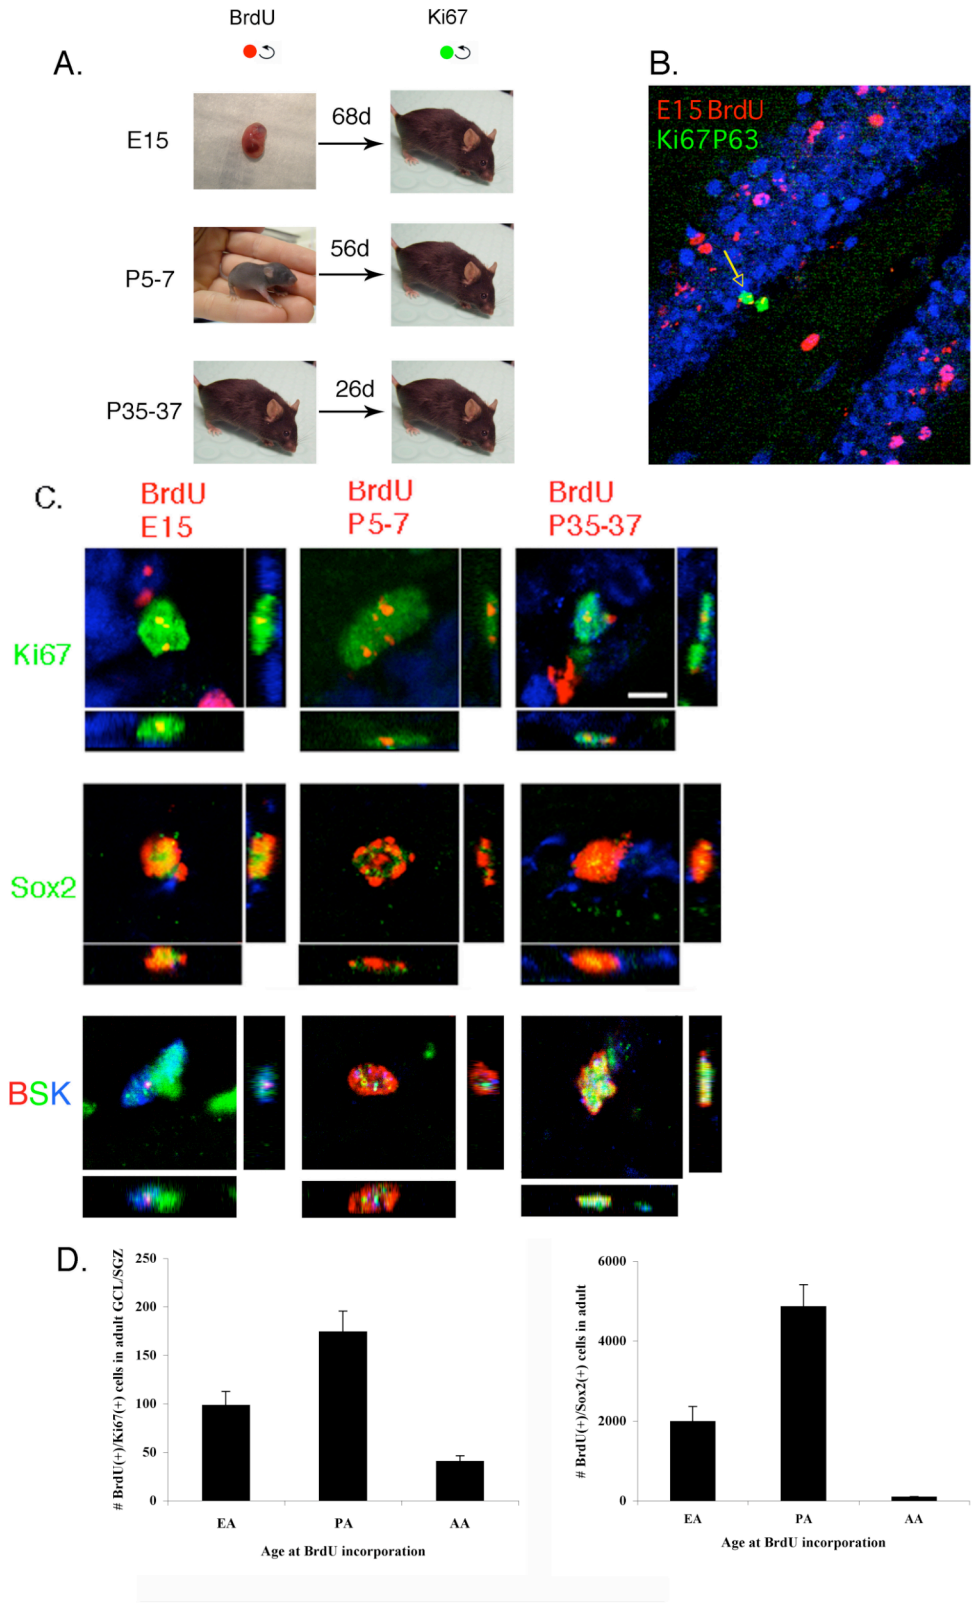 BrdU
Ki67
A.
E15
68d
P5-7
56d
P35-37
26d
B.
E15 BrdU
Ki67P63
C.
BrdU
E15
BrdU
P5-7
BrdU
P35-37
Ki67
Sox2
BSK
D.
# BrdU(+)/Ki67(+) cells in adult GCL/SGZ
250
200
150
100
50
0
EA
PA
AA
Age at BrdU incorporation
# BrdU(+)/Sox2(+) cells in adult
6000
4000
2000
0
EA
PA
AA
Age at BrdU incorporation